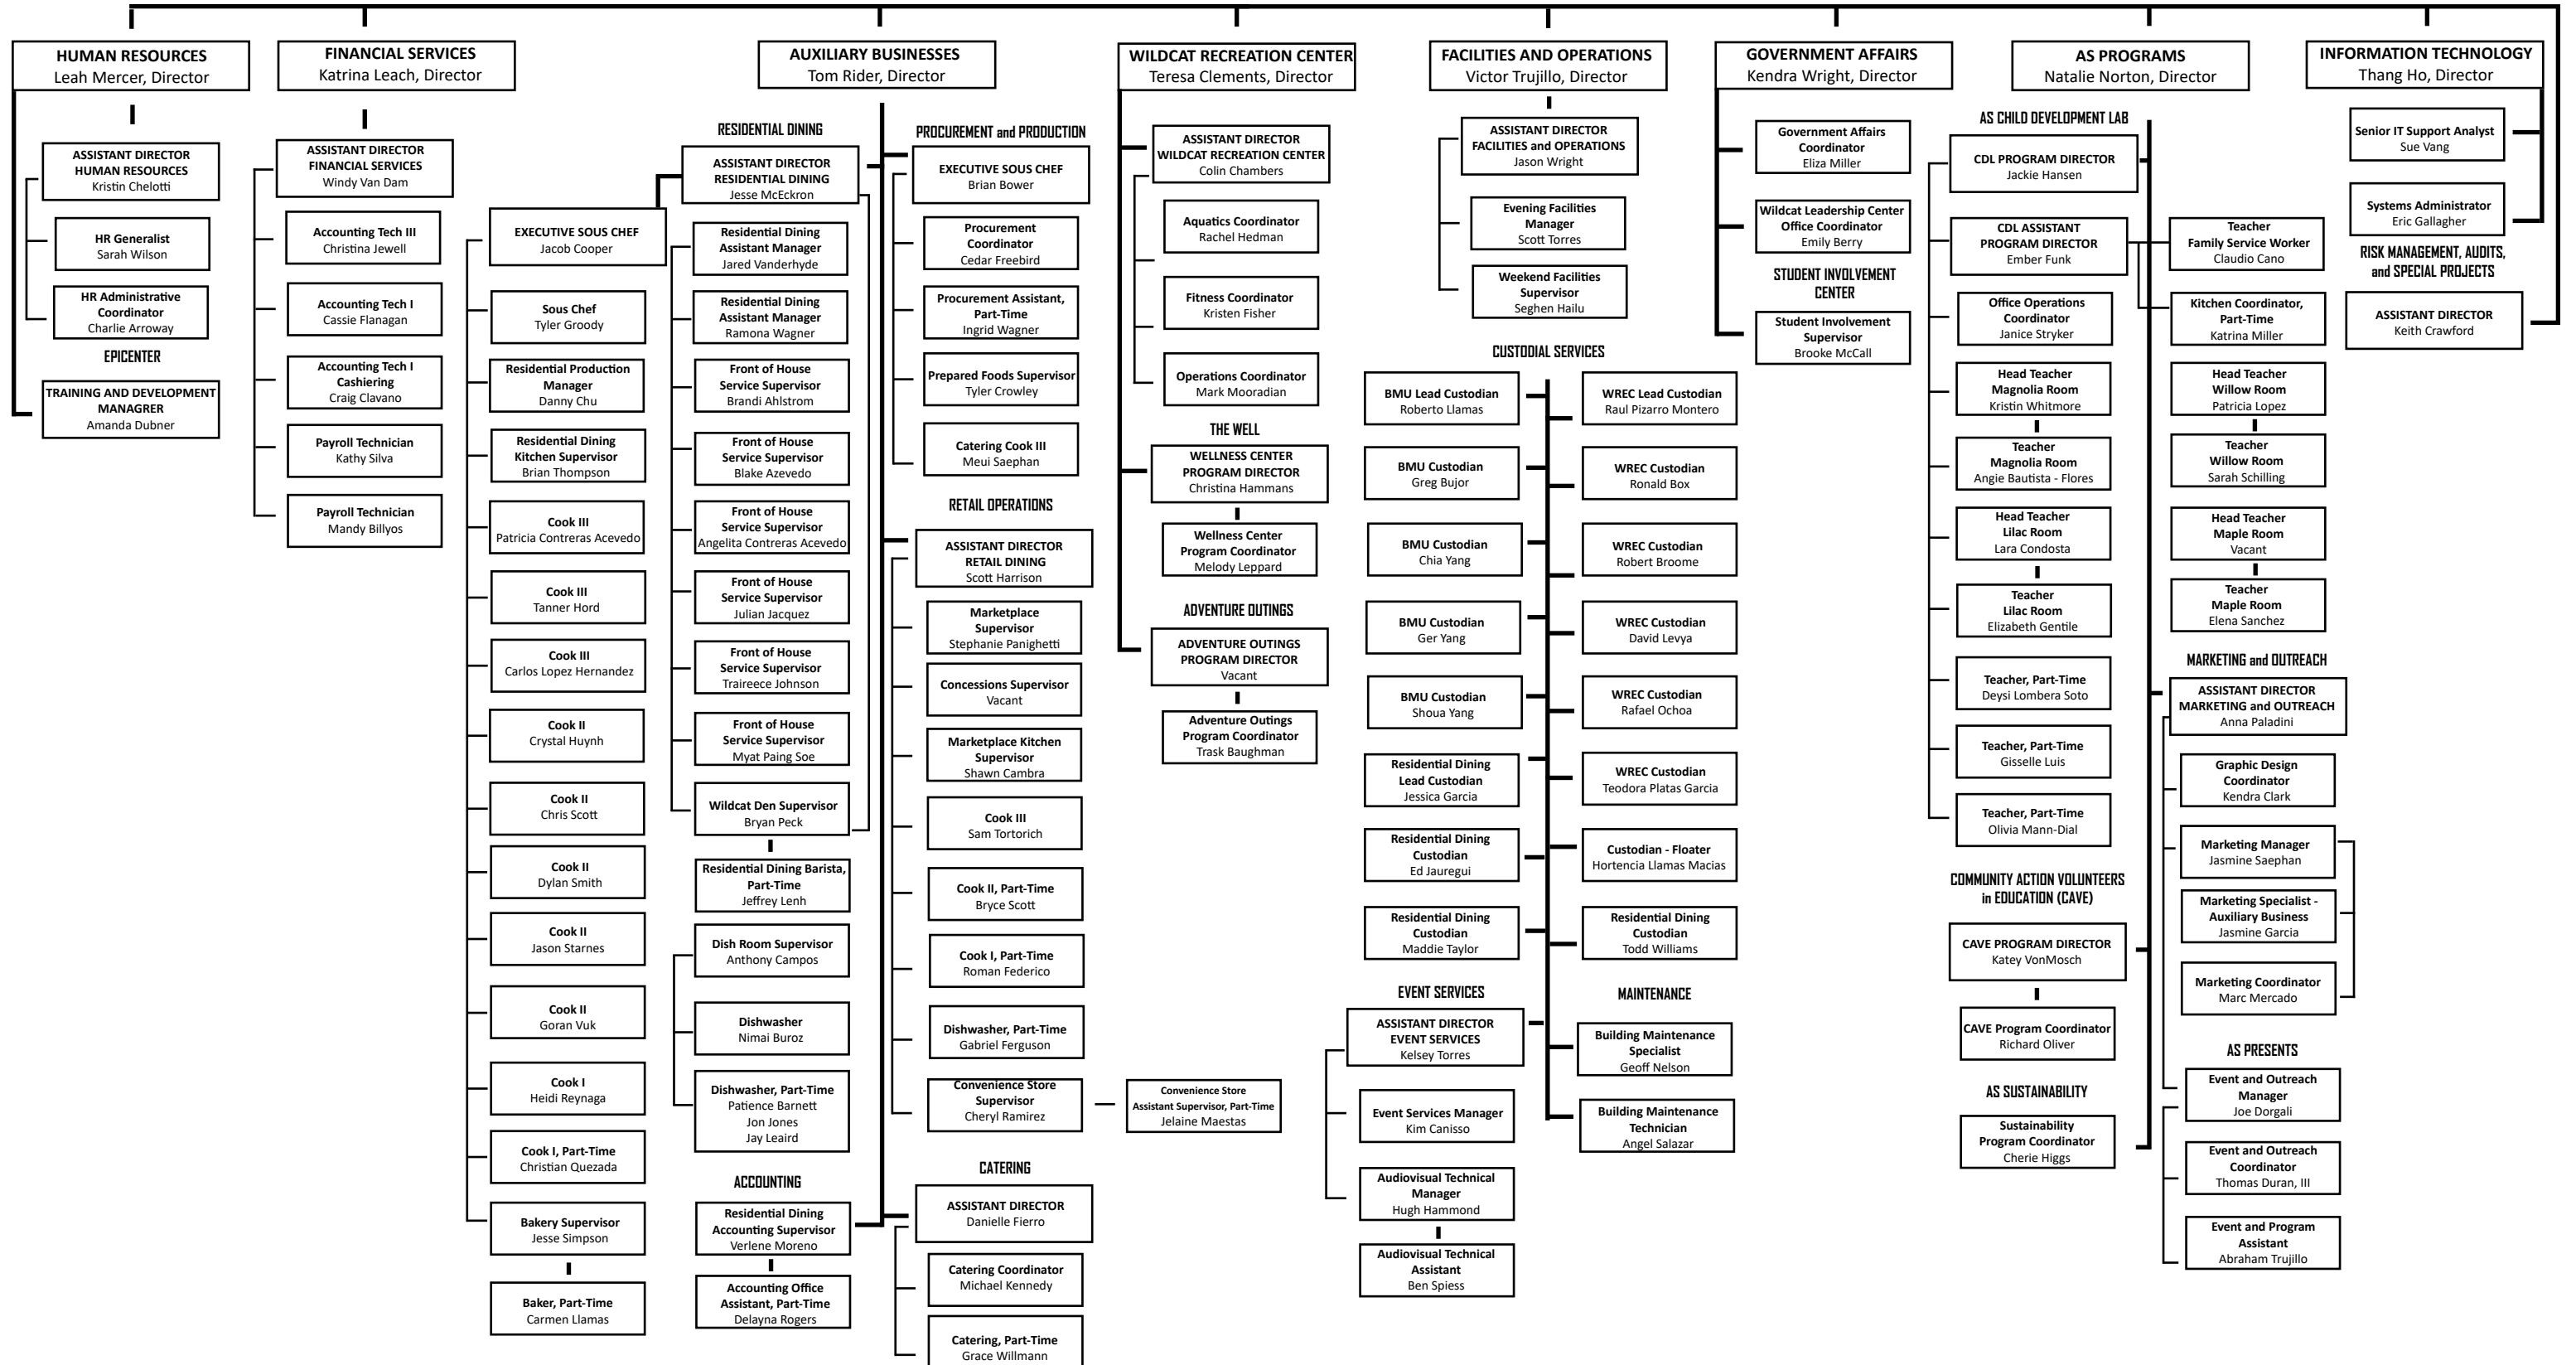 HUMAN RESOURCES
Leah Mercer, Director
ASSISTANT DIRECTOR
HUMAN RESOURCES
Kristin Chelotti
HR Generalist
Sarah Wilson
HR Administrative
Coordinator
Charlie Arroway
EPICENTER
TRAINING AND DEVELOPMENT
MANAGRER
Amanda Dubner
FINANCIAL SERVICES
Katrina Leach, Director
ASSISTANT DIRECTOR
FINANCIAL SERVICES
Windy Van Dam
Accounting Tech III
Christina Jewell
Accounting Tech I
Cassie Flanagan
Accounting Tech I
Cashiering
Craig Clavano
Payroll Technician
Kathy Silva
Payroll Technician
Mandy Billyos
AUXILIARY BUSINESSES
Tom Rider, Director
RESIDENTIAL DINING
ASSISTANT DIRECTOR
RESIDENTIAL DINING
Jesse McEckron
EXECUTIVE SOUS CHEF
Jacob Cooper
Sous Chef
Tyler Groody
Residential Production
Manager
Danny Chu
Residential Dining
Kitchen Supervisor
Brian Thompson
Cook III
Patricia Contreras Acevedo
Cook III
Tanner Hord
Cook III
Carlos Lopez Hernandez
Cook II
Crystal Huynh
Cook II
Chris Scott
Cook II
Dylan Smith
Cook II
Jason Starnes
Cook II
Goran Vuk
Cook I
Heidi Reynaga
Cook I, Part-Time
Christian Quezada
Bakery Supervisor
Jesse Simpson
Baker, Part-Time
Carmen Llamas
Residential Dining
Assistant Manager
Jared Vanderhyde
Residential Dining
Assistant Manager
Ramona Wagner
Front of House
Service Supervisor
Brandi Ahlstrom
Front of House
Service Supervisor
Blake Azevedo
Front of House
Service Supervisor
Angelita Contreras Acevedo
Front of House
Service Supervisor
Julian Jacquez
Front of House
Service Supervisor
Traireece Johnson
Front of House
Service Supervisor
Myat Paing Soe
Wildcat Den Supervisor
Bryan Peck
Residential Dining Barista,
Part-Time
Jeffrey Lenh
Dish Room Supervisor
Anthony Campos
Dishwasher
Nimai Buroz
Dishwasher, Part-Time
Patience Barnett
Jon Jones
Jay Leaird
ACCOUNTING
Residential Dining
Accounting Supervisor
Verlene Moreno
Accounting Office
Assistant, Part-Time
Delayna Rogers
PROCUREMENT and PRODUCTION
EXECUTIVE SOUS CHEF
Brian Bower
Procurement
Coordinator
Cedar Freebird
Procurement Assistant,
Part-Time
Ingrid Wagner
Prepared Foods Supervisor
Tyler Crowley
Catering Cook III
Meui Saephan
RETAIL OPERATIONS
ASSISTANT DIRECTOR
RETAIL DINING
Scott Harrison
Marketplace
Supervisor
Stephanie Panighetti
Concessions Supervisor
Vacant
Marketplace Kitchen
Supervisor
Shawn Cambra
Cook III
Sam Tortorich
Cook II, Part-Time
Bryce Scott
Cook I, Part-Time
Roman Federico
Dishwasher, Part-Time
Gabriel Ferguson
Convenience Store
Supervisor
Cheryl Ramirez
Convenience Store
Assistant Supervisor, Part-Time
Jelaine Maestas
CATERING
ASSISTANT DIRECTOR
Danielle Fierro
Catering Coordinator
Michael Kennedy
Catering, Part-Time
Grace Willmann
WILDCAT RECREATION CENTER
Teresa Clements, Director
ASSISTANT DIRECTOR
WILDCAT RECREATION CENTER
Colin Chambers
Aquatics Coordinator
Rachel Hedman
Fitness Coordinator
Kristen Fisher
Operations Coordinator
Mark Mooradian
THE WELL
WELLNESS CENTER
PROGRAM DIRECTOR
Christina Hammans
Wellness Center
Program Coordinator
Melody Leppard
ADVENTURE OUTINGS
ADVENTURE OUTINGS
PROGRAM DIRECTOR
Vacant
Adventure Outings
Program Coordinator
Trask Baughman
FACILITIES AND OPERATIONS
Victor Trujillo, Director
ASSISTANT DIRECTOR
FACILITIES and OPERATIONS
Jason Wright
Evening Facilities
Manager
Scott Torres
Weekend Facilities
Supervisor
Seghen Hailu
CUSTODIAL SERVICES
BMU Lead Custodian
Roberto Llamas
BMU Custodian
Greg Bujor
BMU Custodian
Chia Yang
BMU Custodian
Ger Yang
BMU Custodian
Shoua Yang
Residential Dining
Lead Custodian
Jessica Garcia
Residential Dining
Custodian
Ed Jauregui
Residential Dining
Custodian
Maddie Taylor
WREC Lead Custodian
Raul Pizarro Montero
WREC Custodian
Ronald Box
WREC Custodian
Robert Broome
WREC Custodian
David Levya
WREC Custodian
Rafael Ochoa
WREC Custodian
Teodora Platas Garcia
Custodian - Floater
Hortencia Llamas Macias
Residential Dining
Custodian
Todd Williams
EVENT SERVICES
ASSISTANT DIRECTOR
EVENT SERVICES
Kelsey Torres
Event Services Manager
Kim Canisso
Audiovisual Technical
Manager
Hugh Hammond
Audiovisual Technical
Assistant
Ben Spiess
MAINTENANCE
Building Maintenance
Specialist
Geoff Nelson
Building Maintenance
Technician
Angel Salazar
GOVERNMENT AFFAIRS
Kendra Wright, Director
Government Affairs
Coordinator
Eliza Miller
Wildcat Leadership Center
Office Coordinator
Emily Berry
STUDENT INVOLVEMENT
CENTER
Student Involvement
Supervisor
Brooke McCall
AS PROGRAMS
Natalie Norton, Director
AS CHILD DEVELOPMENT LAB
CDL PROGRAM DIRECTOR
Jackie Hansen
CDL ASSISTANT
PROGRAM DIRECTOR
Ember Funk
Office Operations
Coordinator
Janice Stryker
Head Teacher
Magnolia Room
Kristin Whitmore
Teacher
Magnolia Room
Angie Bautista - Flores
Head Teacher
Lilac Room
Lara Condosta
Teacher
Lilac Room
Elizabeth Gentile
Teacher, Part-Time
Deysi Lombera Soto
Teacher, Part-Time
Gisselle Luis
Teacher, Part-Time
Olivia Mann-Dial
Teacher
Family Service Worker
Claudio Cano
Kitchen Coordinator,
Part-Time
Katrina Miller
Head Teacher
Willow Room
Patricia Lopez
Teacher
Willow Room
Sarah Schilling
Head Teacher
Maple Room
Vacant
Teacher
Maple Room
Elena Sanchez
COMMUNITY ACTION VOLUNTEERS
in EDUCATION (CAVE)
CAVE PROGRAM DIRECTOR
Katey VonMosch
CAVE Program Coordinator
Richard Oliver
AS SUSTAINABILITY
Sustainability
Program Coordinator
Cherie Higgs
MARKETING and OUTREACH
ASSISTANT DIRECTOR
MARKETING and OUTREACH
Anna Paladini
Graphic Design
Coordinator
Kendra Clark
Marketing Manager
Jasmine Saephan
Marketing Specialist -
Auxiliary Business
Jasmine Garcia
Marketing Coordinator
Marc Mercado
AS PRESENTS
Event and Outreach
Manager
Joe Dorgali
Event and Outreach
Coordinator
Thomas Duran, III
Event and Program
Assistant
Abraham Trujillo
INFORMATION TECHNOLOGY
Thang Ho, Director
Senior IT Support Analyst
Sue Vang
Systems Administrator
Eric Gallagher
RISK MANAGEMENT, AUDITS,
and SPECIAL PROJECTS
ASSISTANT DIRECTOR
Keith Crawford